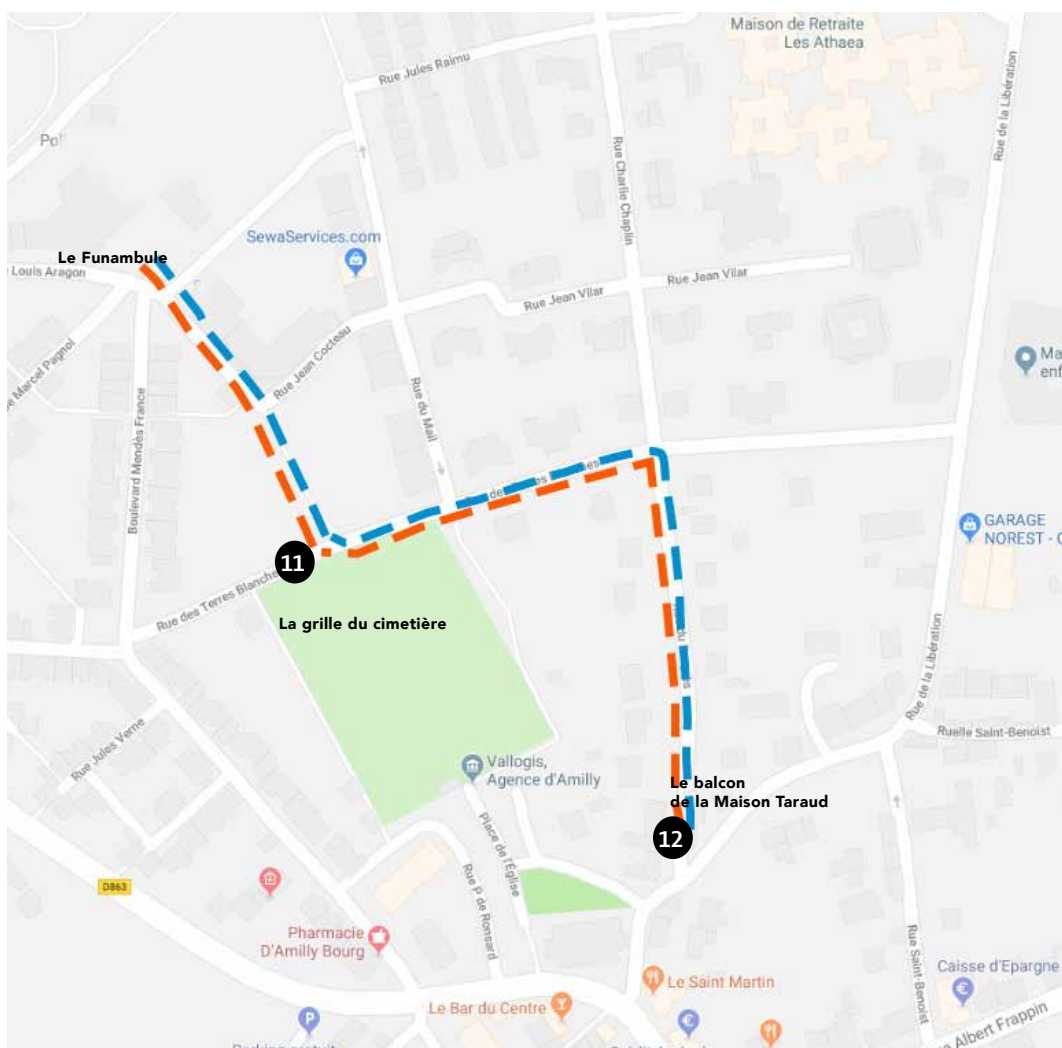 Maison de Retraite
Les Athaea
Rue Jules Raimu
Rue de la Libération
Rue Charlie Chaplin
SewaServices.com
Le Funambule
Louis Aragon
Rue Jean Vilar
Rue Jean Vilar
Marcel Pagnol
Rue Jean Cocteau
Rue du Mail
Boulevard Mendès France
GARAGE
NOREST - C
11
Rue des Terres Blanche
La grille du cimetière
Rue de la Libération
Ruelle Saint-Benoist
Rue Jules Verne
Vallogis,
Agence d'Amilly
Le balcon
de la Maison Taraud
12
Place de l'Église
D863
Rue P de Ronsard
Pharmacie
D'Amilly Bourg
Rue Saint-Benoist
Le Saint Martin
Caisse d'Epargne
Le Bar du Centre
Albert Frappin